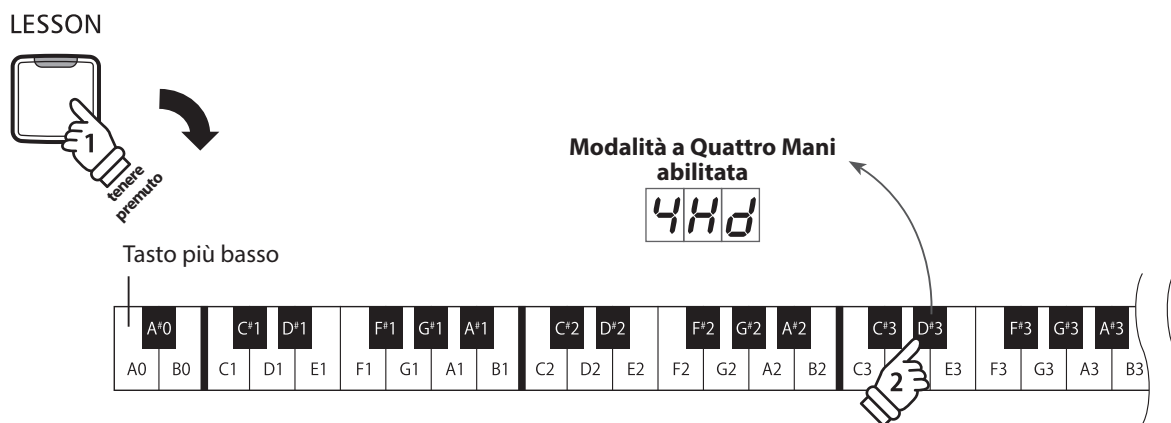 LESSON
1
tenere
premuto
Modalità a Quattro Mani
abilitata
4Hd
Tasto più basso
A#0 C#1 D#1 F#1 G#1 A#1 C#2 D#2 F#2 G#2 A#2 C#3 D#3 F#3 G#3 A#3
A0 B0 C1 D1 E1 F1 G1 A1 B1 C2 D2 E2 F2 G2 A2 B2 C3 E3 F3 G3 A3 B3
2